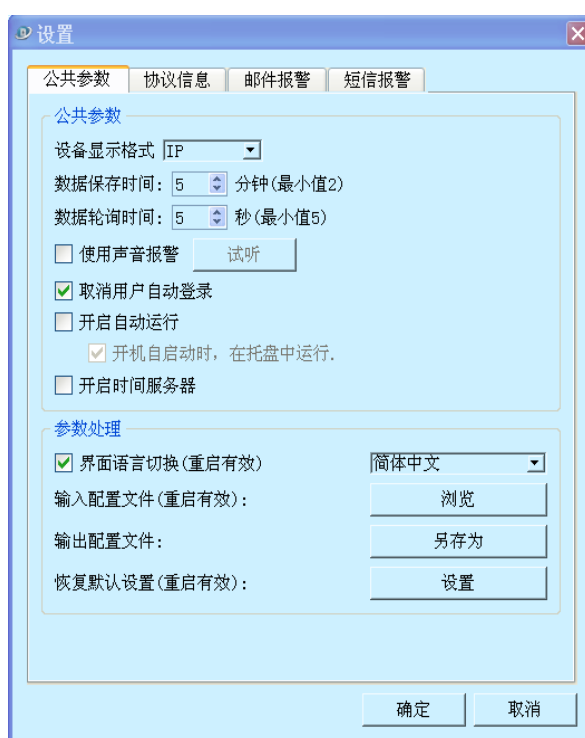 设置
公共参数 协议信息 邮件报警 短信报警
公共参数
设备显示格式 IP
数据保存时间: 5 分钟(最小值2)
数据轮询时间: 5 秒(最小值5)
使用声音报警 试听
取消用户自动登录
开启自动运行
开机自启动时, 在托盘中运行.
开启时间服务器
参数处理
界面语言切换(重启有效) 简体中文
输入配置文件(重启有效): 浏览
输出配置文件: 另存为
恢复默认设置(重启有效): 设置
确定 取消